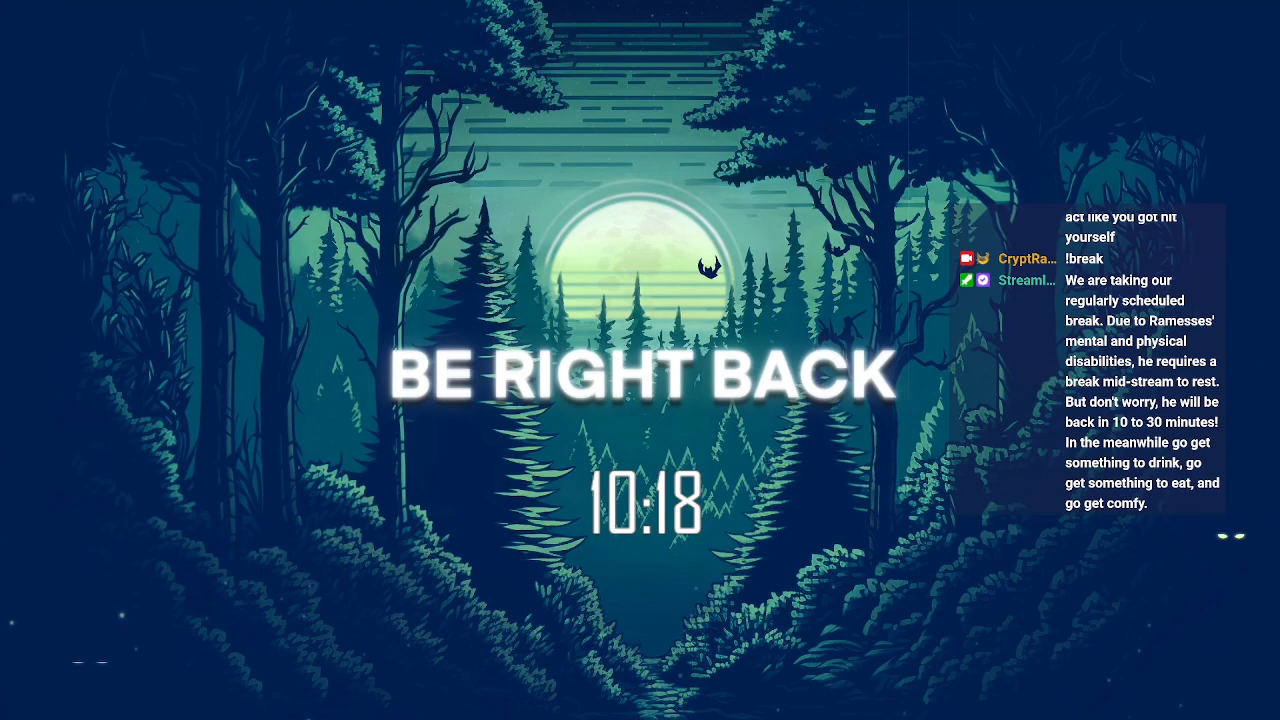 act like you got hit
yourself
CryptRa... !break
Streaml... We are taking our
regularly scheduled
break. Due to Ramesses'
mental and physical
disabilities, he requires a
break mid-stream to rest.
But don't worry, he will be
back in 10 to 30 minutes!
In the meanwhile go get
something to drink, go
get something to eat, and
go get comfy.
BE RIGHT BACK
10:18